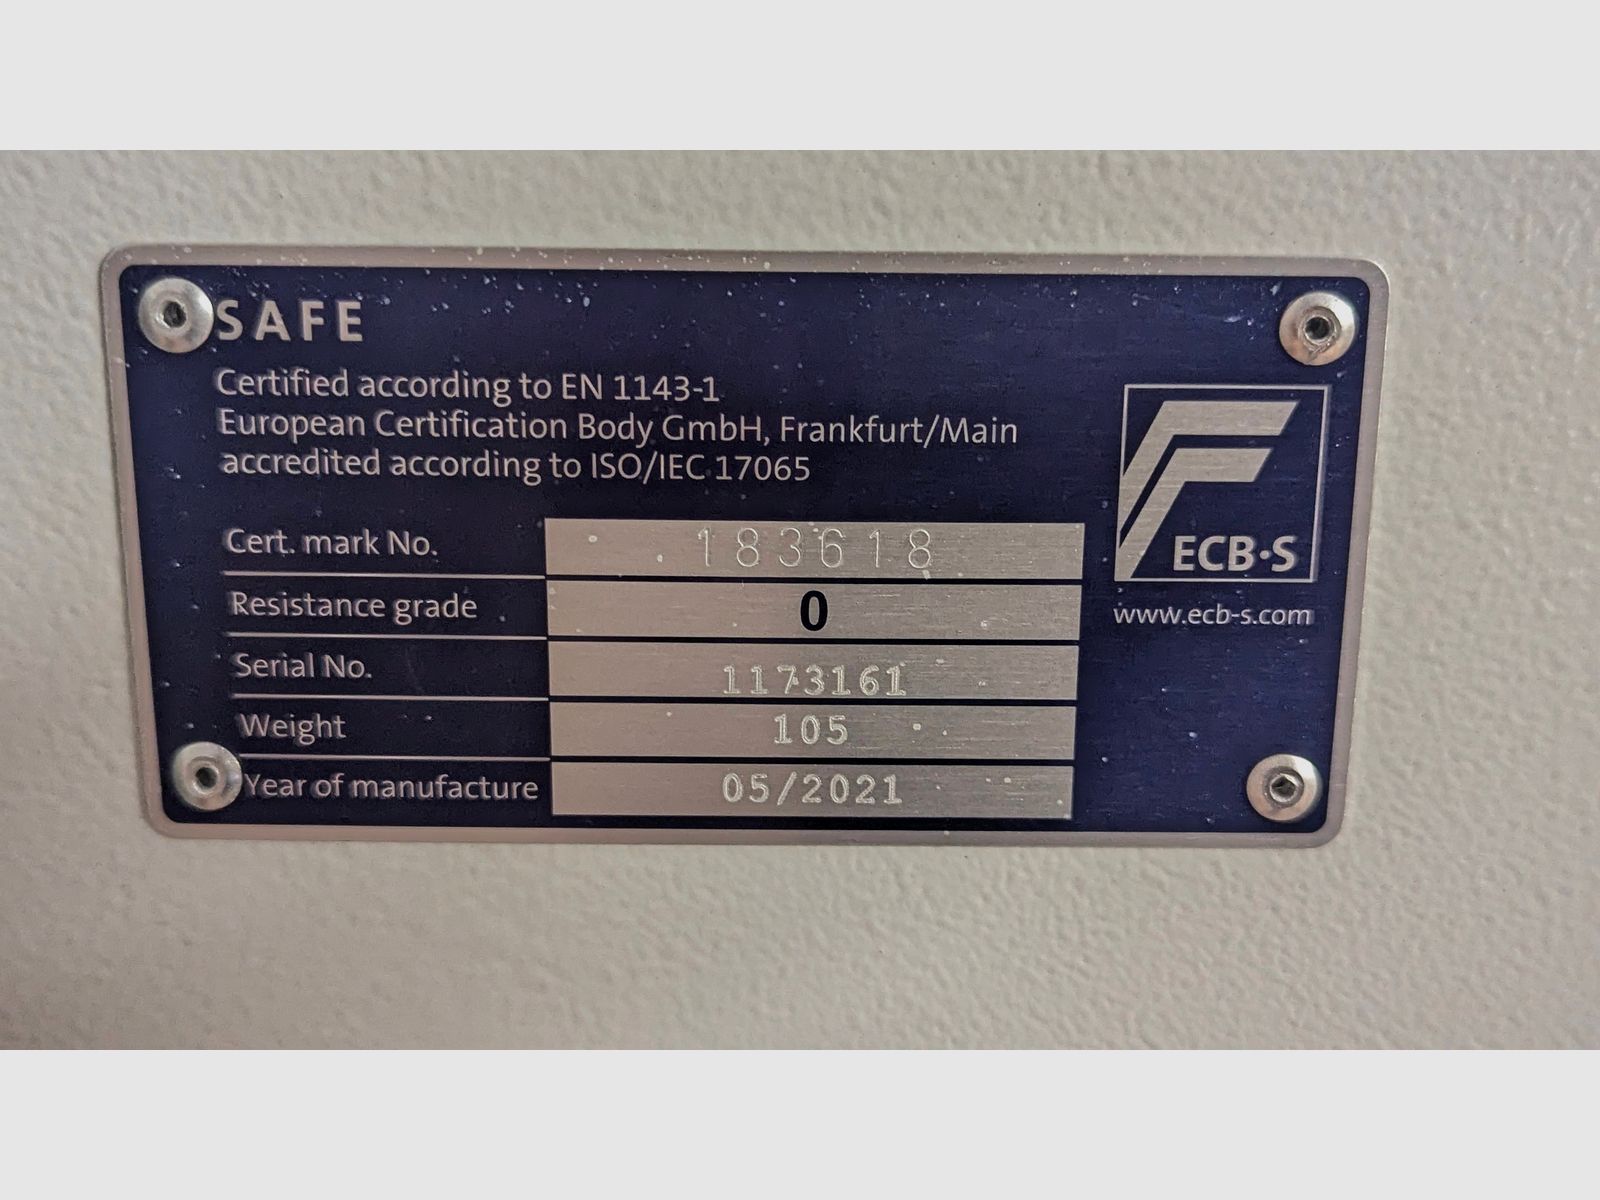 SAFE
Certified according to EN 1143-1
European Certification Body GmbH, Frankfurt/Main
accredited according to ISO/IEC 17065
Cert. mark No. 183618
Resistance grade 0
Serial No. 1173161
Weight 105
Year of manufacture 05/2021
ECB·S
www.ecb-s.com